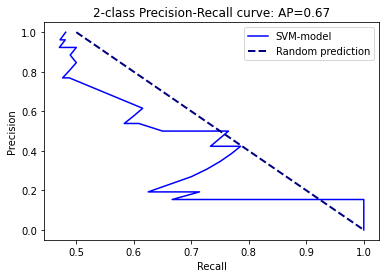 2-class Precision-Recall curve: AP=0.67
SVM-model
Random prediction
1.0
0.8
0.6
0.4
0.2
0.0
Precision
0.5
0.6
0.7
0.8
0.9
1.0
Recall